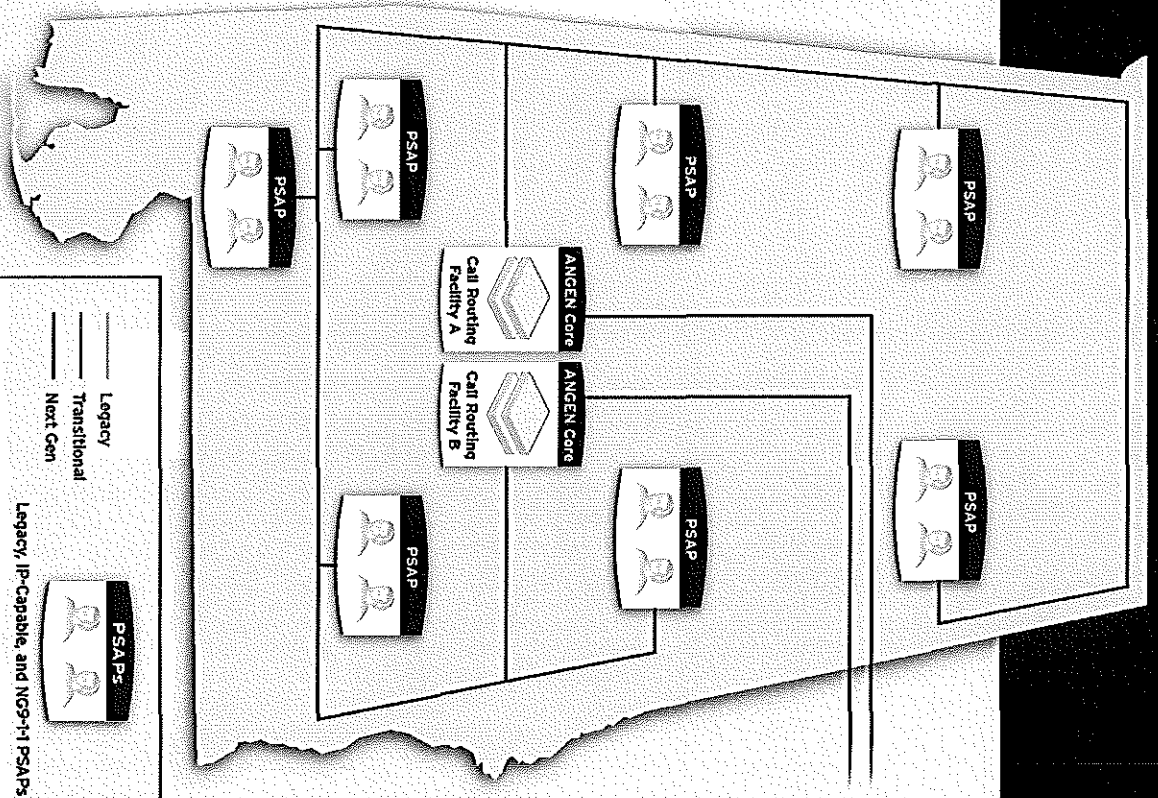 PSAP
PSAP
PSAP
PSAP
ANGEN Core
Call Routing
Facility A
ANGEN Core
Call Routing
Facility B
PSAP
PSAP
PSAP
Legacy
Transitional
Next Gen
PSAPs
Legacy, IP-Capable, and NG9-1-1 PSAPs